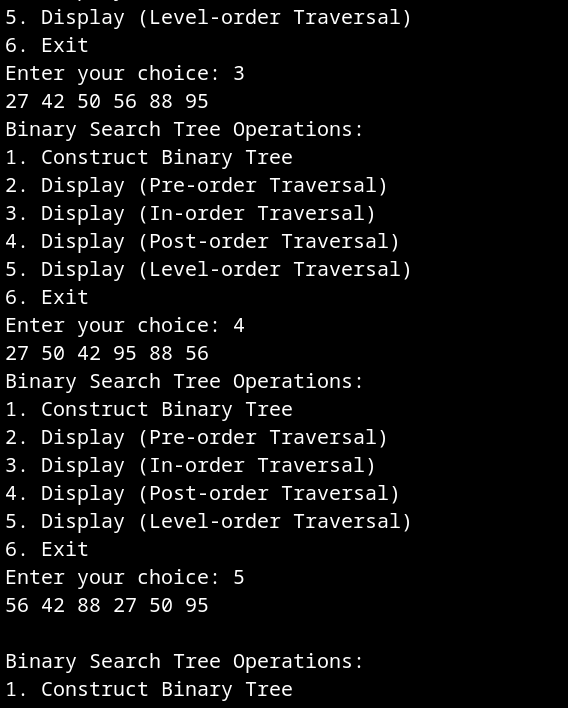 5. Display (Level-order Traversal)
6. Exit
Enter your choice: 3
27 42 50 56 88 95
Binary Search Tree Operations:
1. Construct Binary Tree
2. Display (Pre-order Traversal)
3. Display (In-order Traversal)
4. Display (Post-order Traversal)
5. Display (Level-order Traversal)
6. Exit
Enter your choice: 4
27 50 42 95 88 56
Binary Search Tree Operations:
1. Construct Binary Tree
2. Display (Pre-order Traversal)
3. Display (In-order Traversal)
4. Display (Post-order Traversal)
5. Display (Level-order Traversal)
6. Exit
Enter your choice: 5
56 42 88 27 50 95

Binary Search Tree Operations:
1. Construct Binary Tree